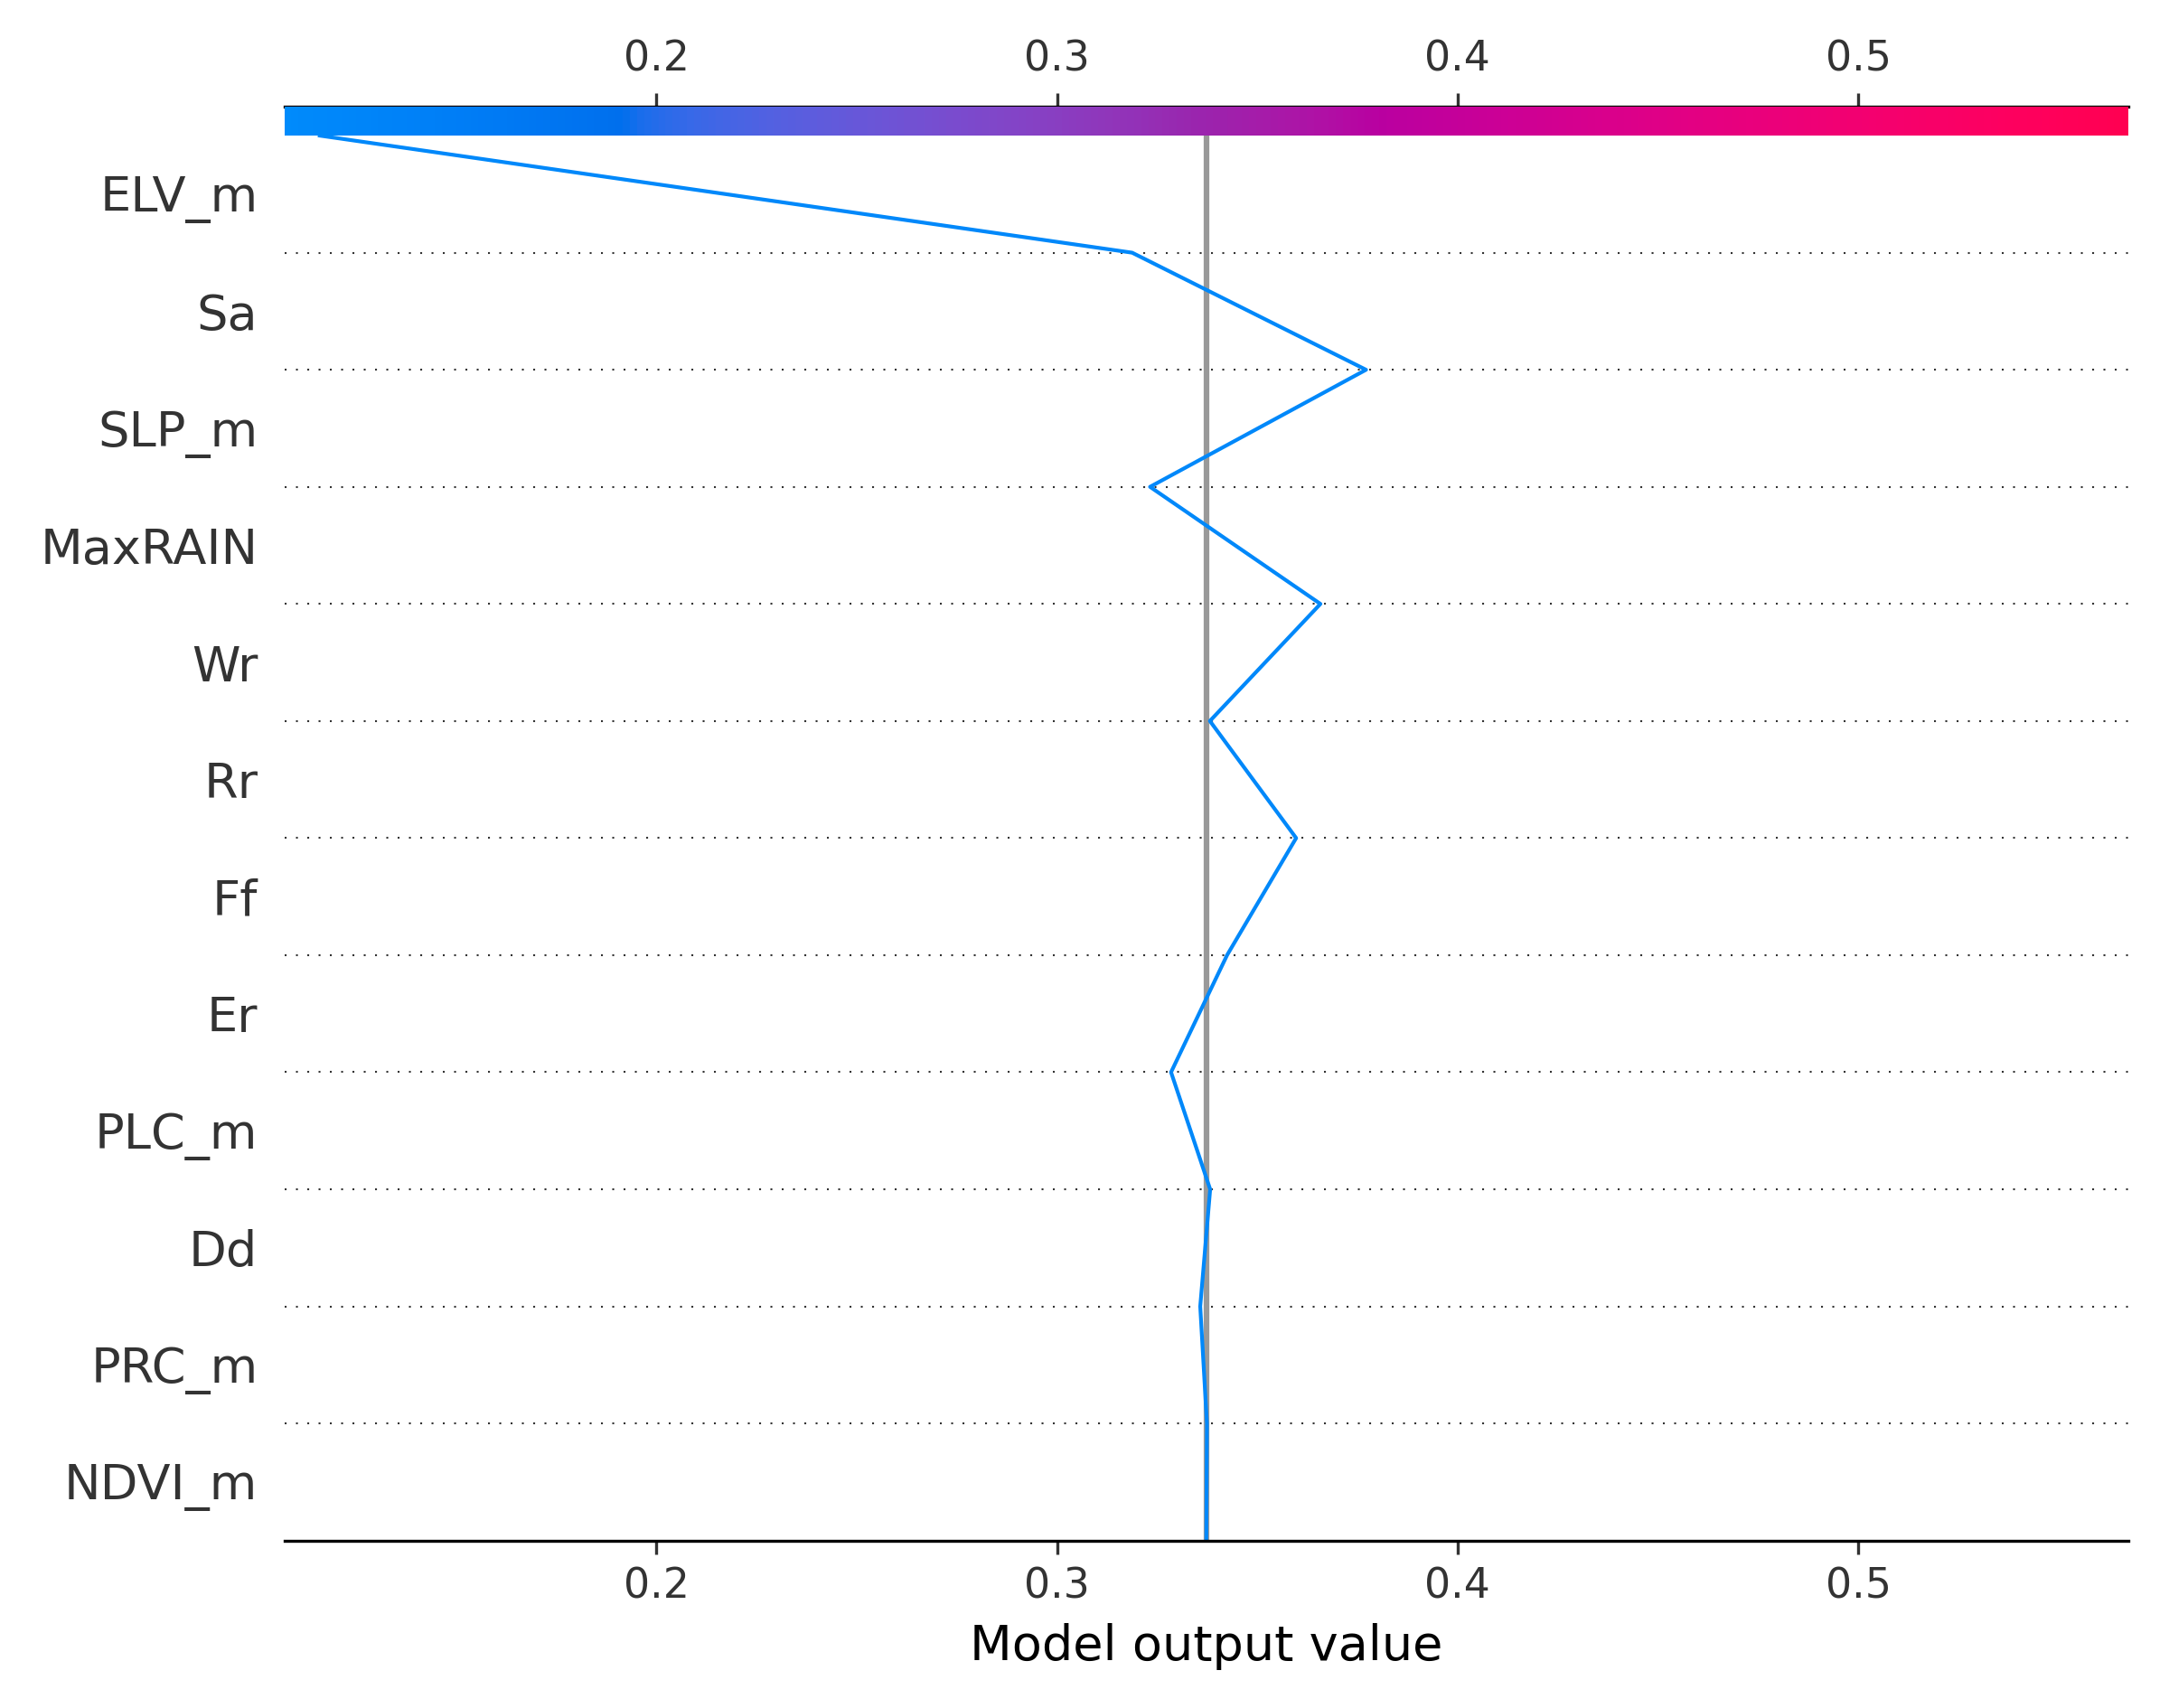 0.2 0.3 0.4 0.5
ELV_m
Sa
SLP_m
MaxRAIN
Wr
Rr
Ff
Er
PLC_m
Dd
PRC_m
NDVI_m
0.2 0.3 0.4 0.5
Model output value